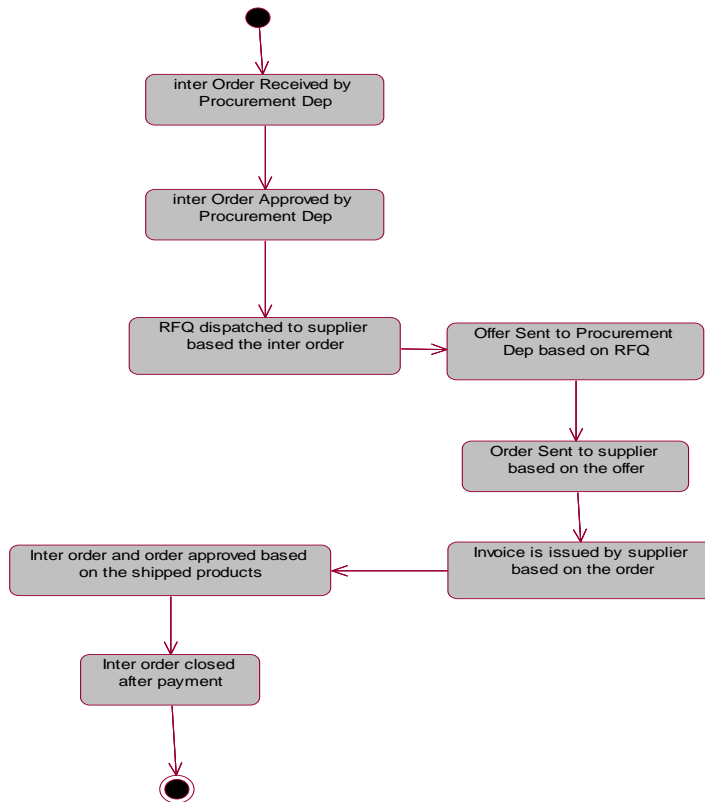 inter Order Received by
Procurement Dep
inter Order Approved by
Procurement Dep
RFQ dispatched to supplier
based the inter order
Offer Sent to Procurement
Dep based on RFQ
Order Sent to supplier
based on the offer
Invoice is issued by supplier
based on the order
Inter order and order approved based
on the shipped products
Inter order closed
after payment